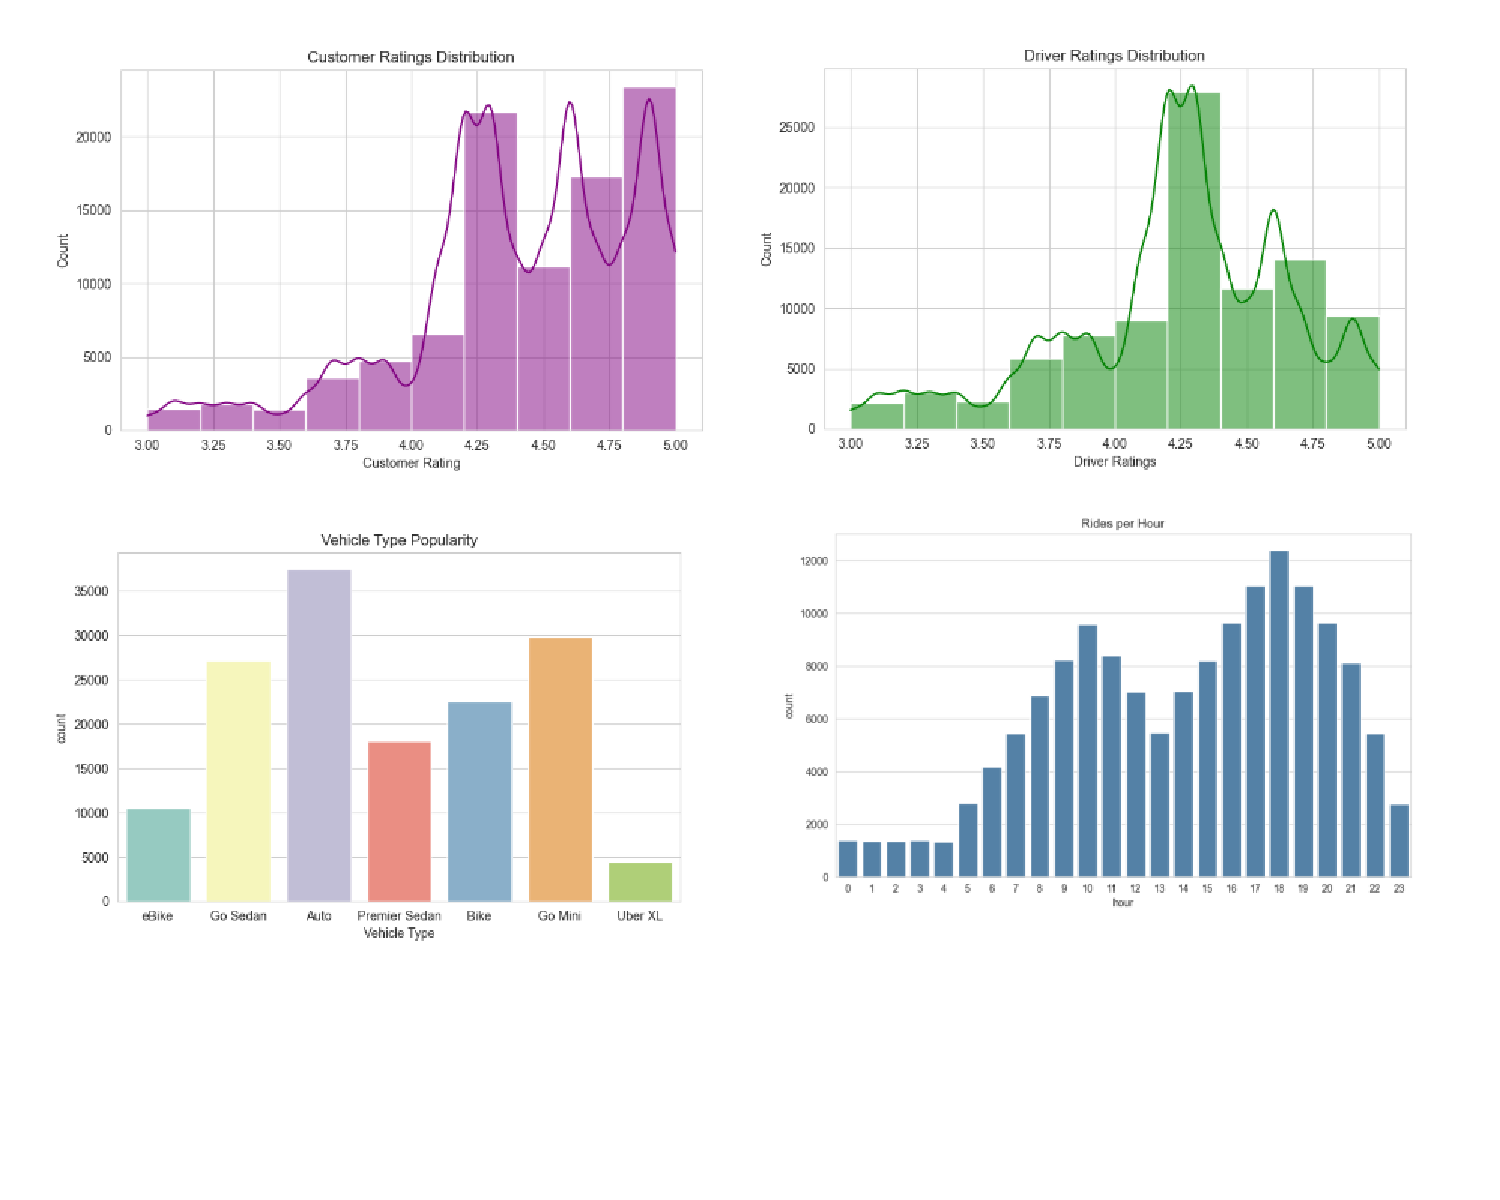 Customer Ratings Distribution
20000
15000
10000
5000
0
Count
3.00 3.25 3.50 3.75 4.00 4.25 4.50 4.75 5.00
Customer Rating
Driver Ratings Distribution
25000
20000
15000
10000
5000
0
Count
3.00 3.25 3.50 3.75 4.00 4.25 4.50 4.75 5.00
Driver Ratings
Vehicle Type Popularity
35000
30000
25000
20000
15000
10000
5000
0
count
eBike Go Sedan Auto Premier Sedan Bike Go Mini Uber XL
Vehicle Type
Rides per Hour
12000
10000
8000
6000
4000
2000
0
count
0 1 2 3 4 5 6 7 8 9 10 11 12 13 14 15 16 17 18 19 20 21 22 23
hour